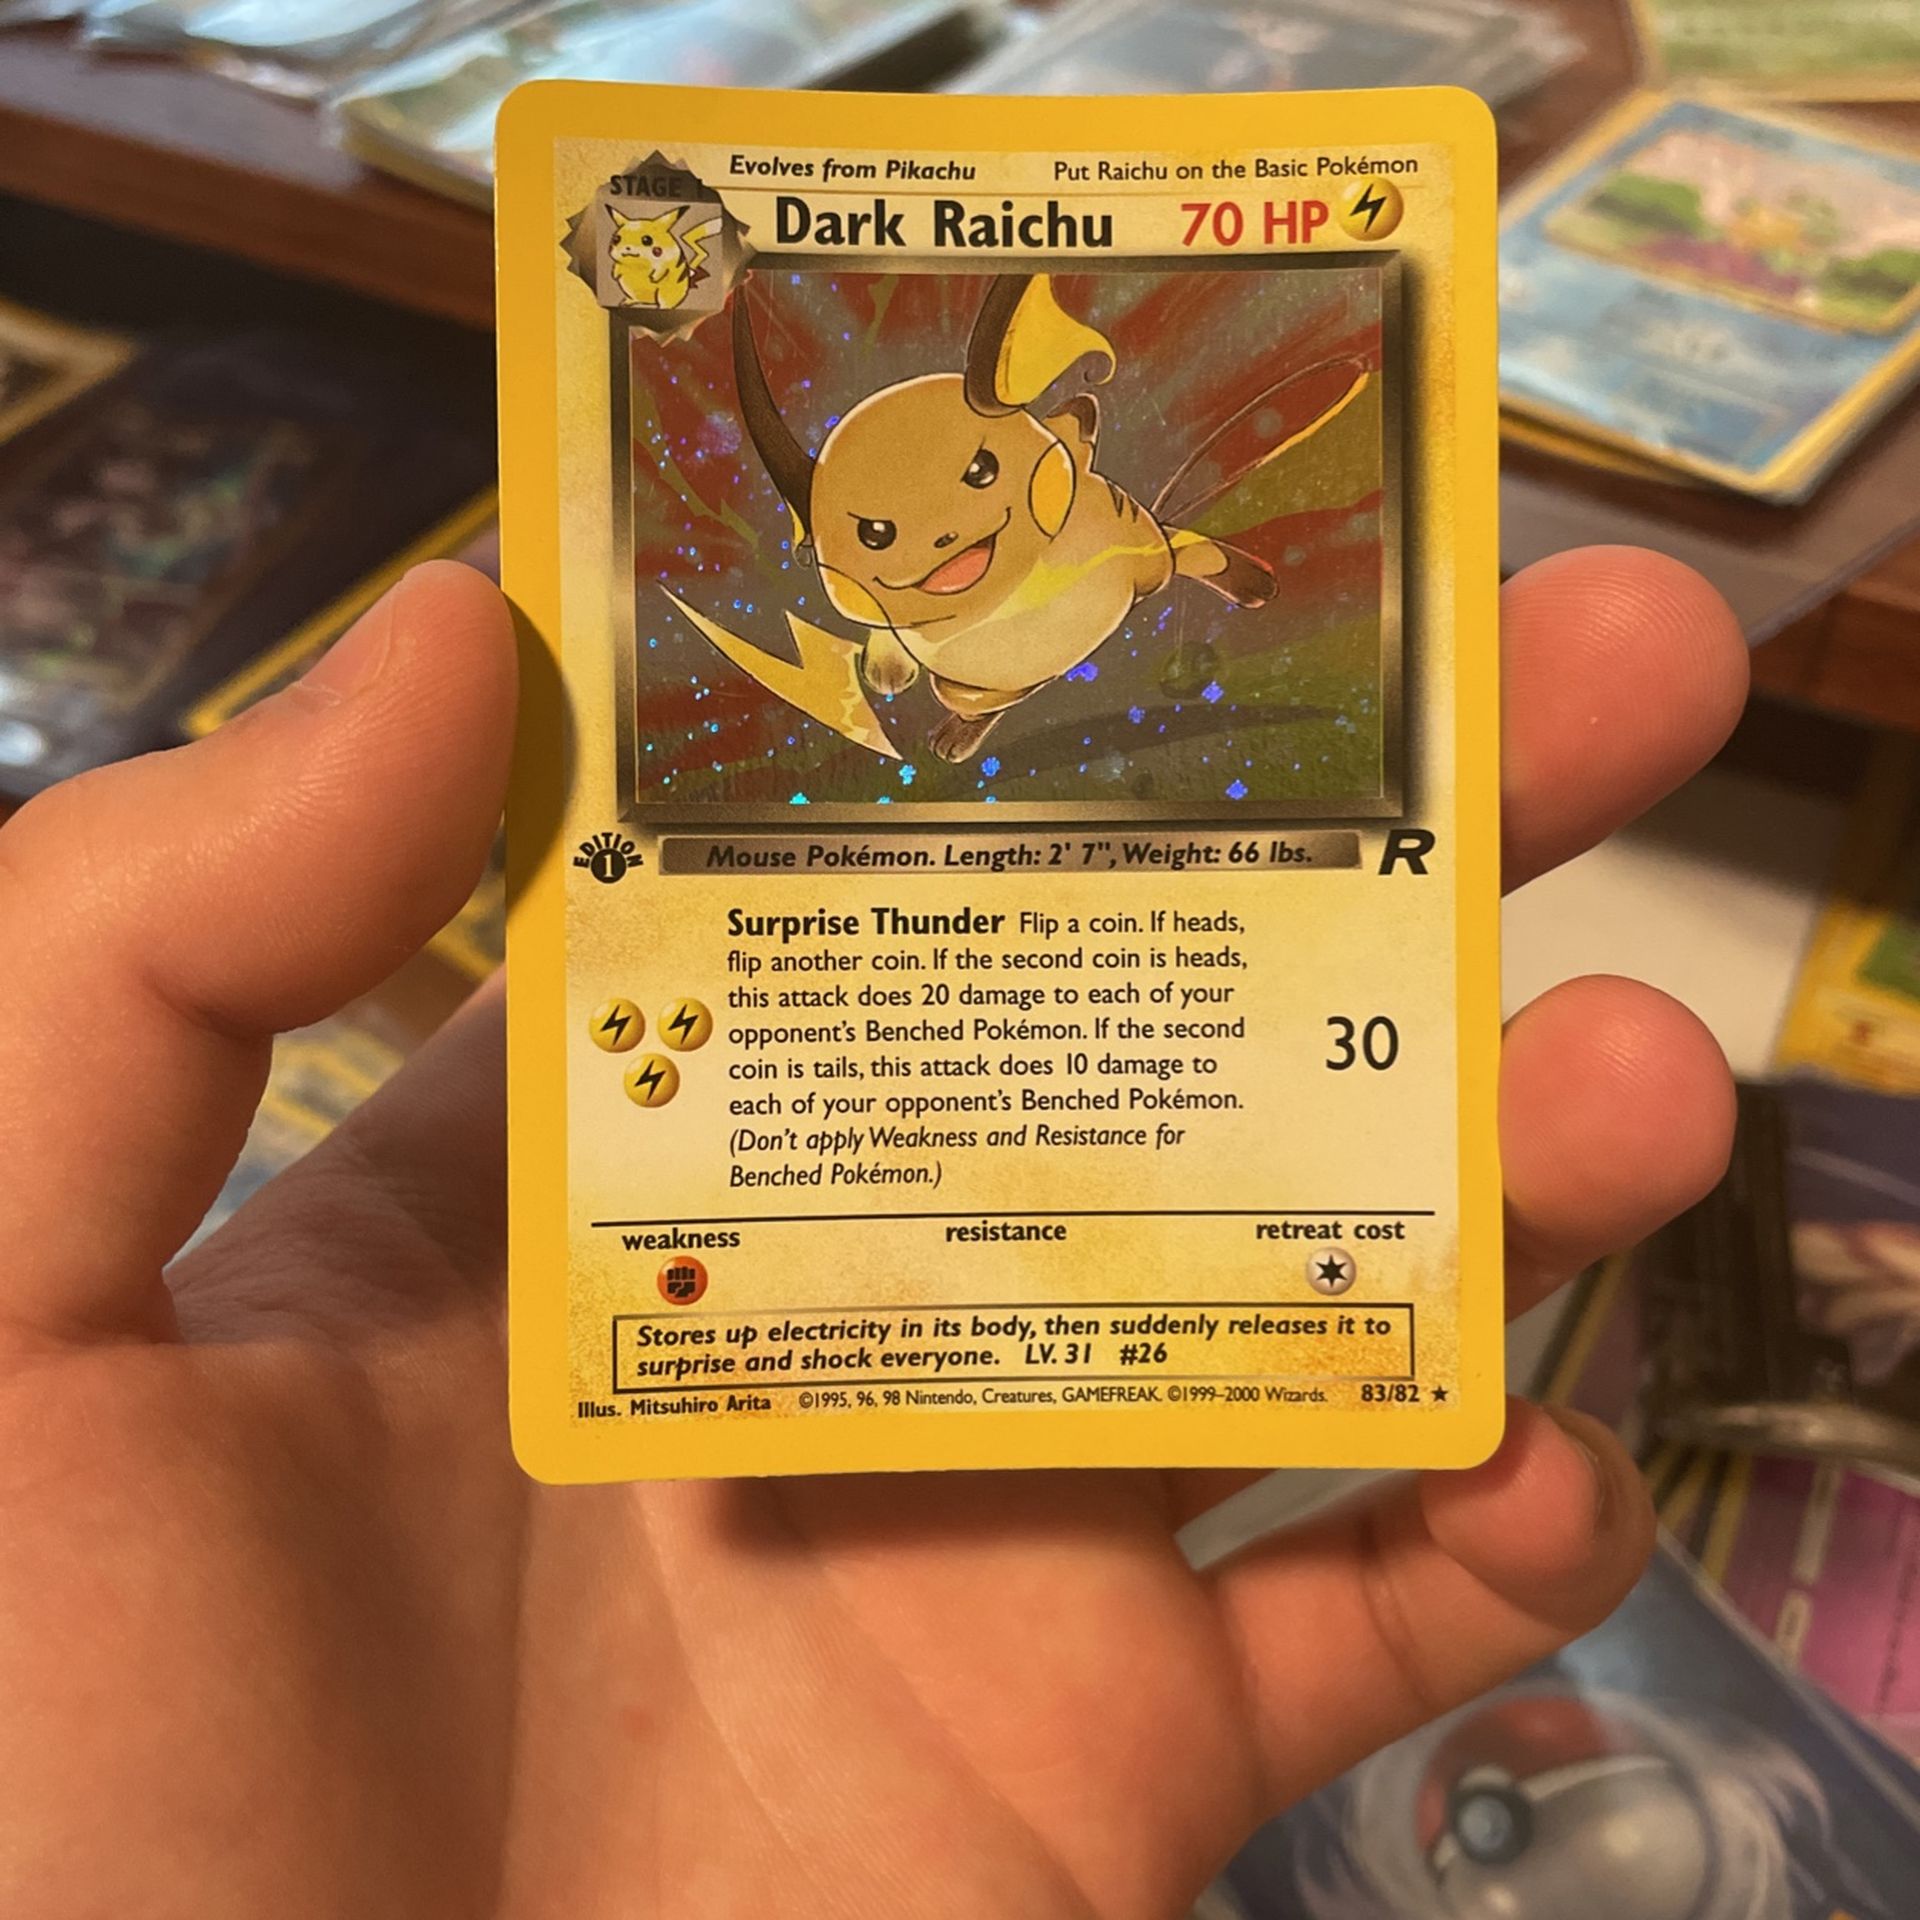 Evolves from Pikachu Put Raichu on the Basic Pokémon
STAGE 1
Dark Raichu 70 HP
EDITION
1
Mouse Pokémon. Length: 2' 7", Weight: 66 lbs. R
Surprise Thunder Flip a coin. If heads,
flip another coin. If the second coin is heads,
this attack does 20 damage to each of your
opponent's Benched Pokémon. If the second
coin is tails, this attack does 10 damage to
each of your opponent's Benched Pokémon.
(Don't apply Weakness and Resistance for
Benched Pokémon.)
30
weakness resistance retreat cost
Stores up electricity in its body, then suddenly releases it to
surprise and shock everyone. LV. 31 #26
Illus. Mitsuhiro Arita ©1995, 96, 98 Nintendo, Creatures, GAMEFREAK. ©1999-2000 Wizards. 83/82 ★